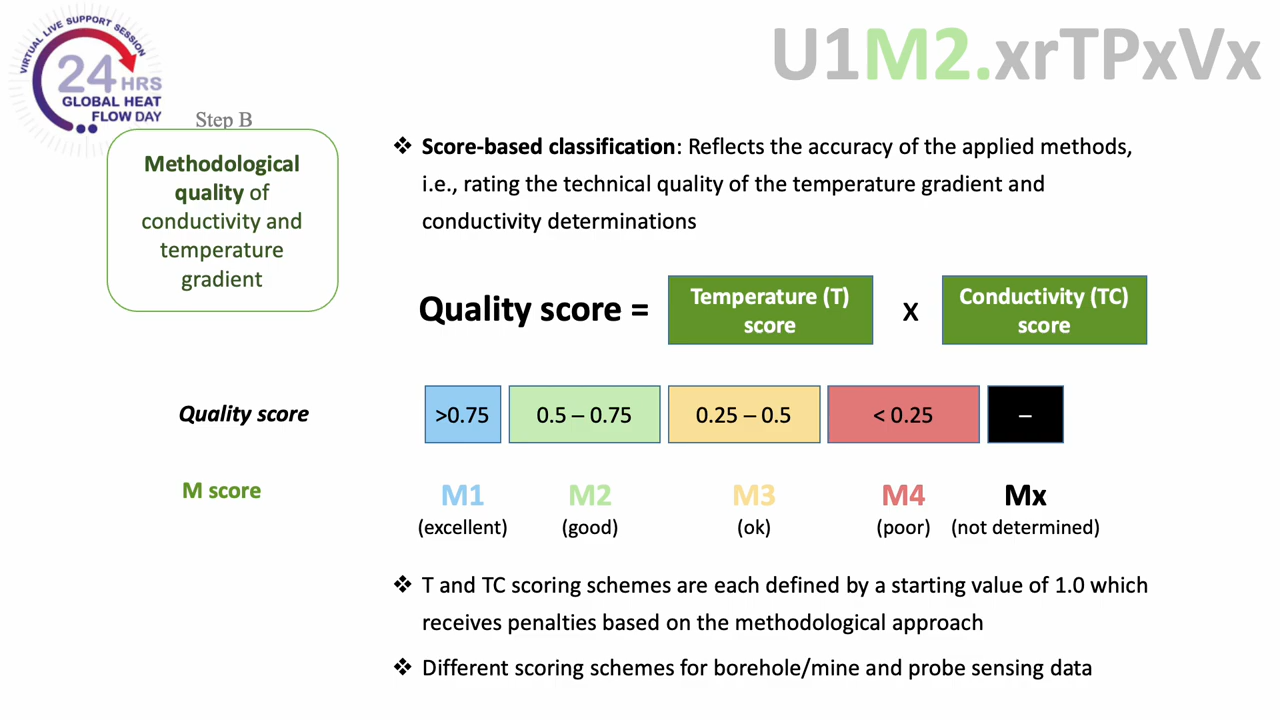 VIRTUAL LIVE SUPPORT SESSION
24 HRS
GLOBAL HEAT
FLOW DAY
U1M2.xrTPxVx
Step B
Methodological
quality of
conductivity and
temperature
gradient
❖ Score-based classification: Reflects the accuracy of the applied methods,
i.e., rating the technical quality of the temperature gradient and
conductivity determinations
Quality score = Temperature (T) score x Conductivity (TC) score
Quality score >0.75 0.5 – 0.75 0.25 – 0.5 < 0.25 –
M score M1 M2 M3 M4 Mx
(excellent) (good) (ok) (poor) (not determined)
❖ T and TC scoring schemes are each defined by a starting value of 1.0 which
receives penalties based on the methodological approach
❖ Different scoring schemes for borehole/mine and probe sensing data